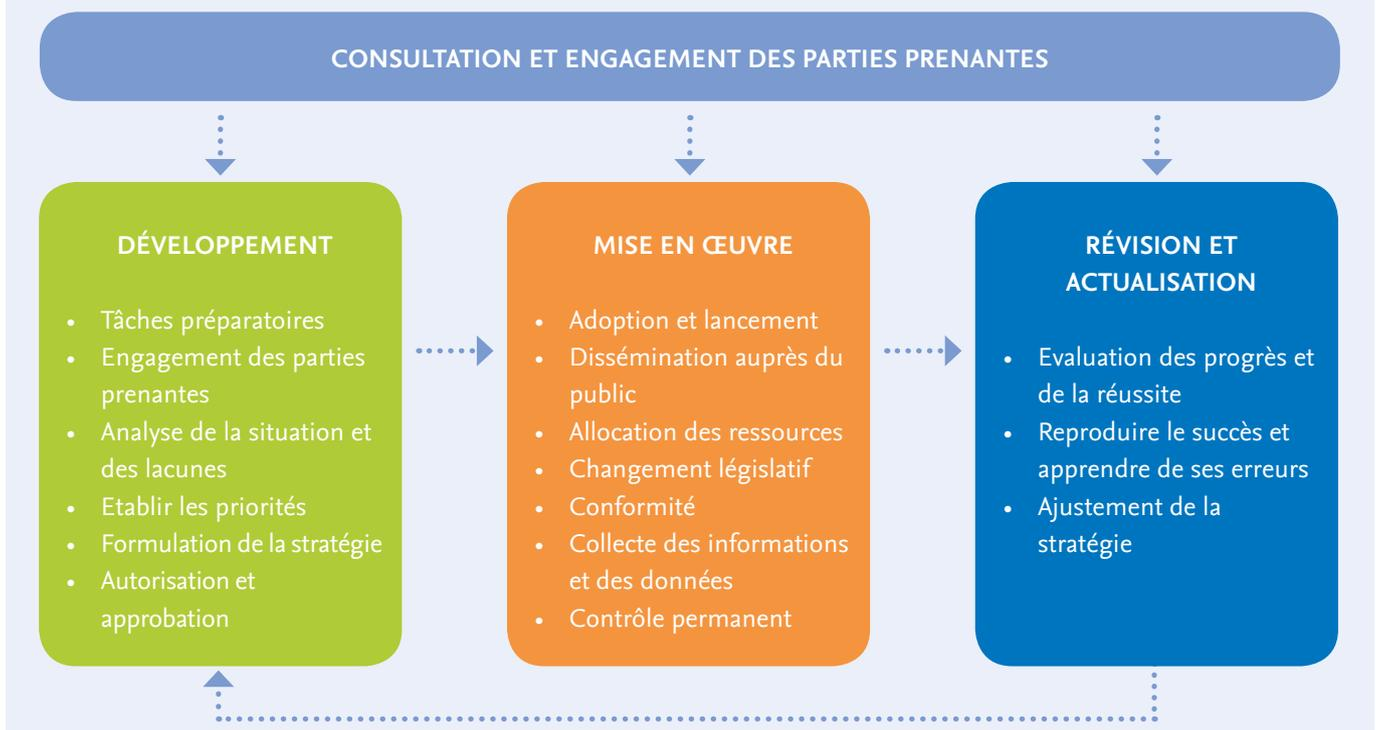 CONSULTATION ET ENGAGEMENT DES PARTIES PRENANTES
DÉVELOPPEMENT
• Tâches préparatoires
• Engagement des parties
prenantes
• Analyse de la situation et
des lacunes
• Etablir les priorités
• Formulation de la stratégie
• Autorisation et
approbation
MISE EN ŒUVRE
• Adoption et lancement
• Dissémination auprès du
public
• Allocation des ressources
• Changement législatif
• Conformité
• Collecte des informations
et des données
• Contrôle permanent
RÉVISION ET
ACTUALISATION
• Evaluation des progrès et
de la réussite
• Reproduire le succès et
apprendre de ses erreurs
• Ajustement de la
stratégie